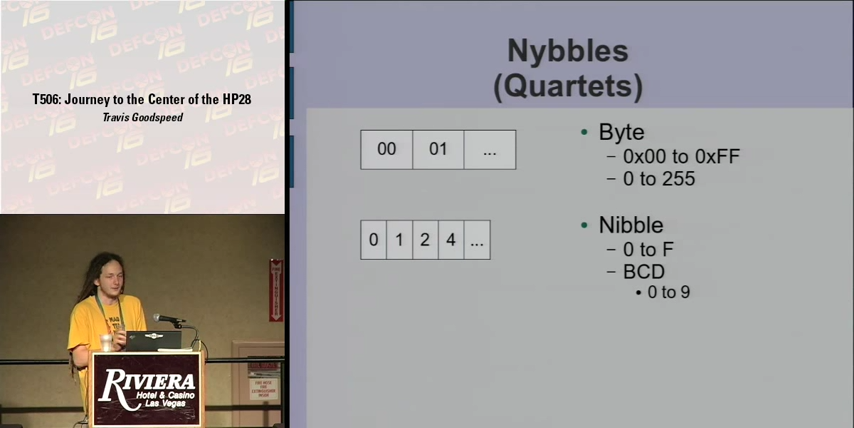 DEFCON 16
T506: Journey to the Center of the HP28
Travis Goodspeed
RIVIERA
Hotel & Casino
Las Vegas
Nybbles
(Quartets)
00 01 ...
0 1 2 4 ...
• Byte
– 0x00 to 0xFF
– 0 to 255
• Nibble
– 0 to F
– BCD
• 0 to 9